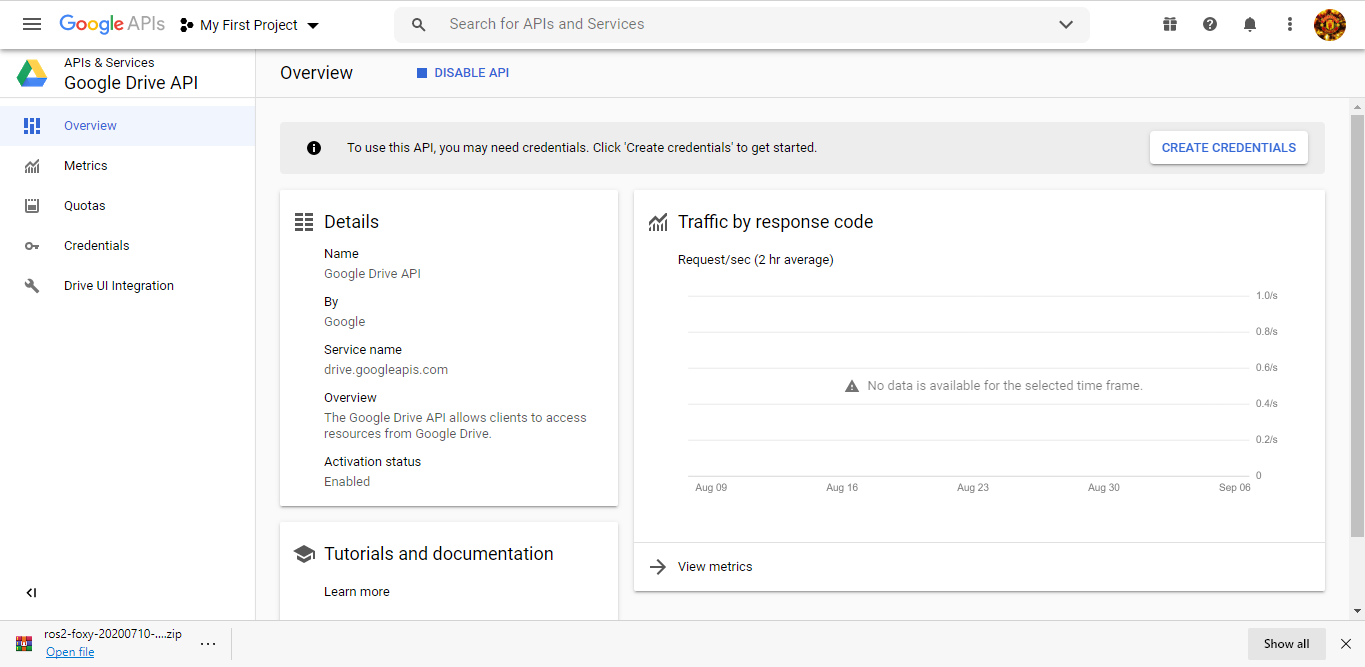 Google APIs
My First Project
Search for APIs and Services
APIs & Services
Google Drive API
Overview
DISABLE API
Overview
Metrics
Quotas
Credentials
Drive UI Integration
To use this API, you may need credentials. Click 'Create credentials' to get started.
CREATE CREDENTIALS
Details
Name
Google Drive API
By
Google
Service name
drive.googleapis.com
Overview
The Google Drive API allows clients to access
resources from Google Drive.
Activation status
Enabled
Traffic by response code
Request/sec (2 hr average)
1.0/s
0.8/s
0.6/s
No data is available for the selected time frame.
0.4/s
0.2/s
0
Aug 09 Aug 16 Aug 23 Aug 30 Sep 06
View metrics
Tutorials and documentation
Learn more
ros2-foxy-20200710-....zip
Open file
Show all